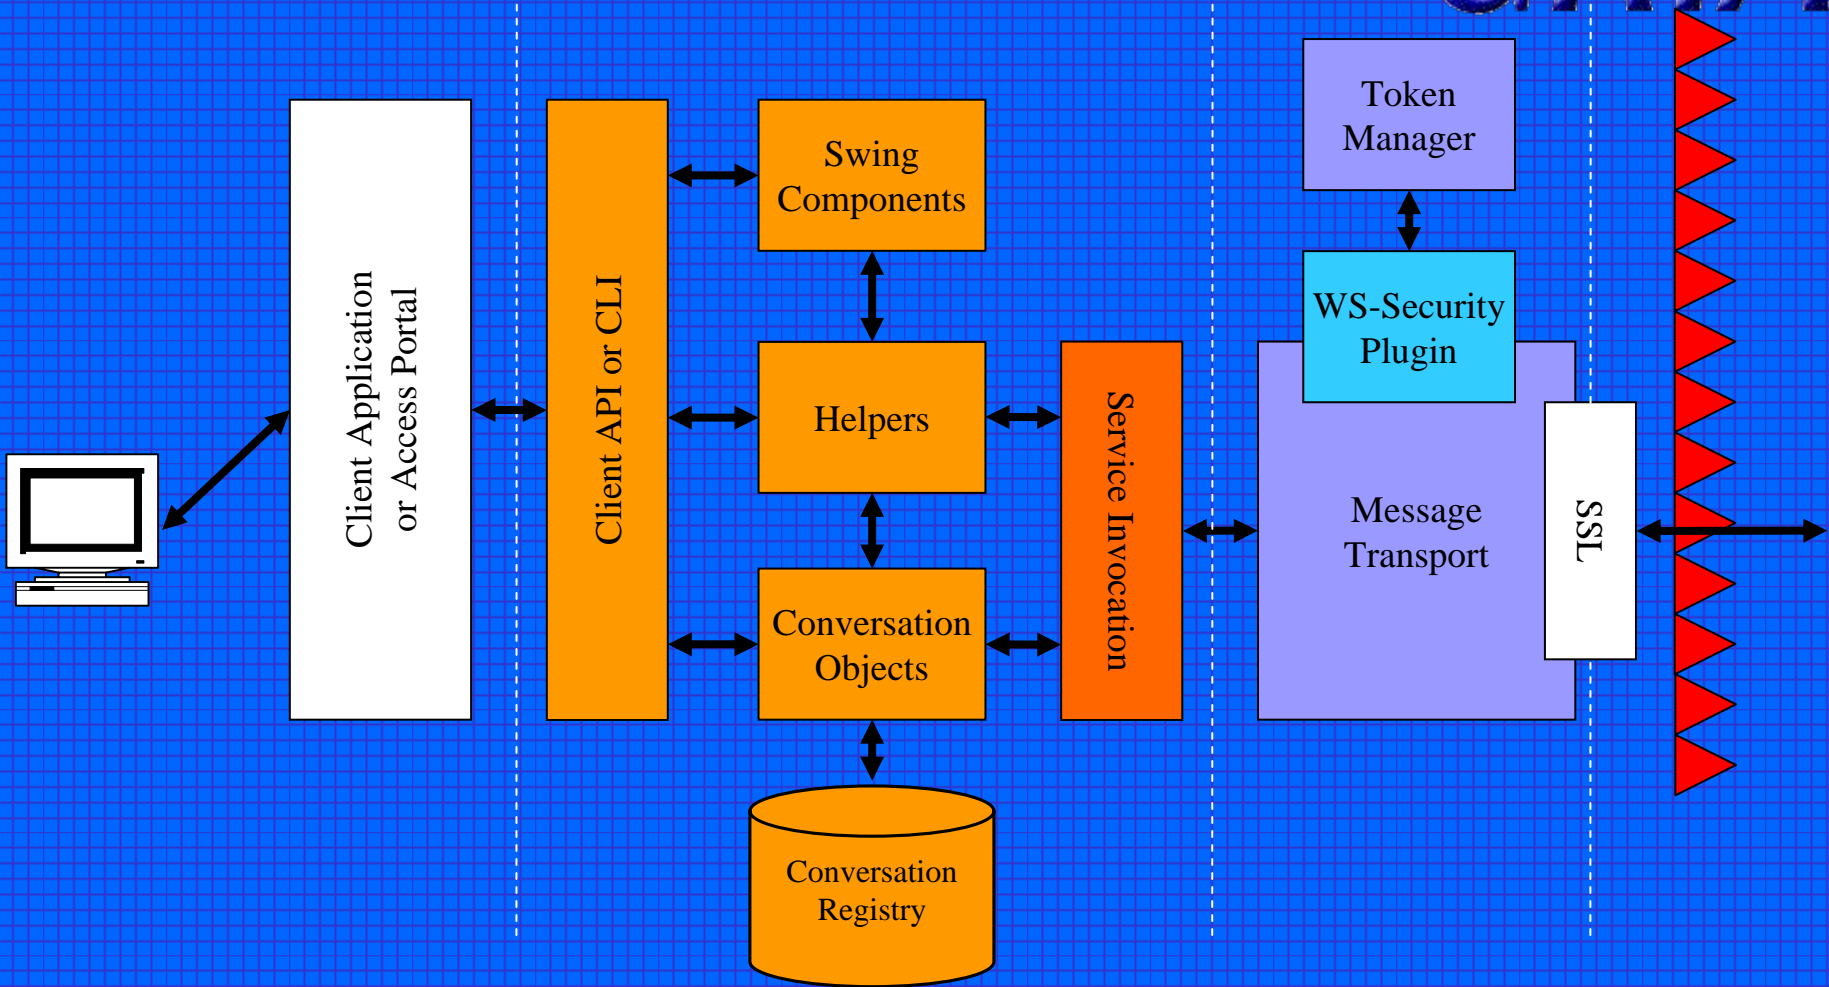 Client Application
or Access Portal
Client API or CLI
Swing
Components
Helpers
Conversation
Objects
Conversation
Registry
Service Invocation
Token
Manager
WS-Security
Plugin
Message
Transport
SSL